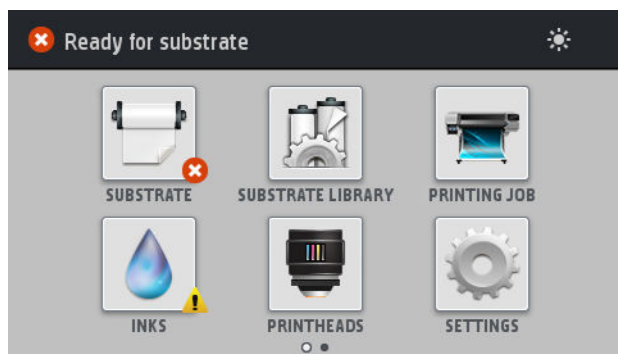 Ready for substrate
SUBSTRATE
SUBSTRATE LIBRARY
PRINTING JOB
INKS
PRINTHEADS
SETTINGS